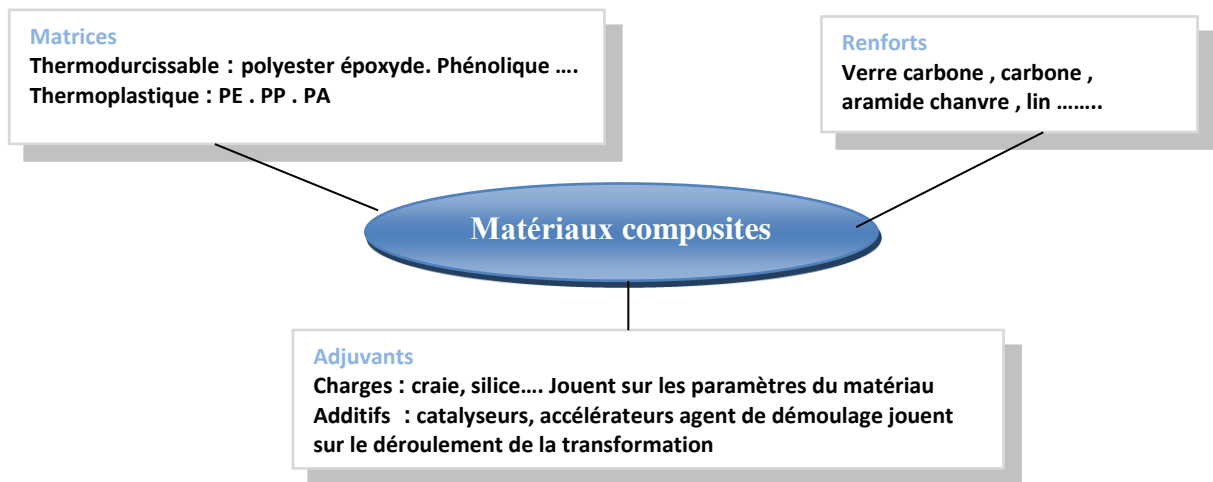 Matrices
Thermodurcissable : polyester époxyde. Phénolique ….
Thermoplastique : PE . PP . PA
Renforts
Verre carbone , carbone ,
aramide chanvre , lin ……..
Matériaux composites
Adjuvants
Charges : craie, silice…. Jouent sur les paramètres du matériau
Additifs : catalyseurs, accélérateurs agent de démoulage jouent
sur le déroulement de la transformation